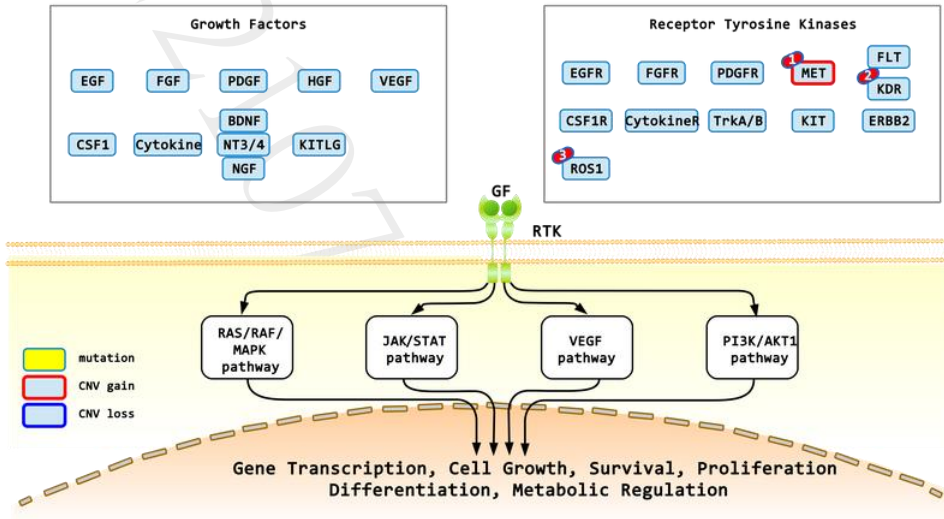 Growth Factors
EGF FGF PDGF HGF VEGF
BDNF
CSF1 Cytokine NT3/4 KITLG
NGF
Receptor Tyrosine Kinases
FLT
1
EGFR FGFR PDGFR MET
2
KDR
CSF1R CytokineR TrkA/B KIT ERBB2
3
ROS1
GF
RTK
RAS/RAF/
MAPK
pathway
JAK/STAT
pathway
VEGF
pathway
PI3K/AKT1
pathway
mutation
CNV gain
CNV loss
Gene Transcription, Cell Growth, Survival, Proliferation
Differentiation, Metabolic Regulation